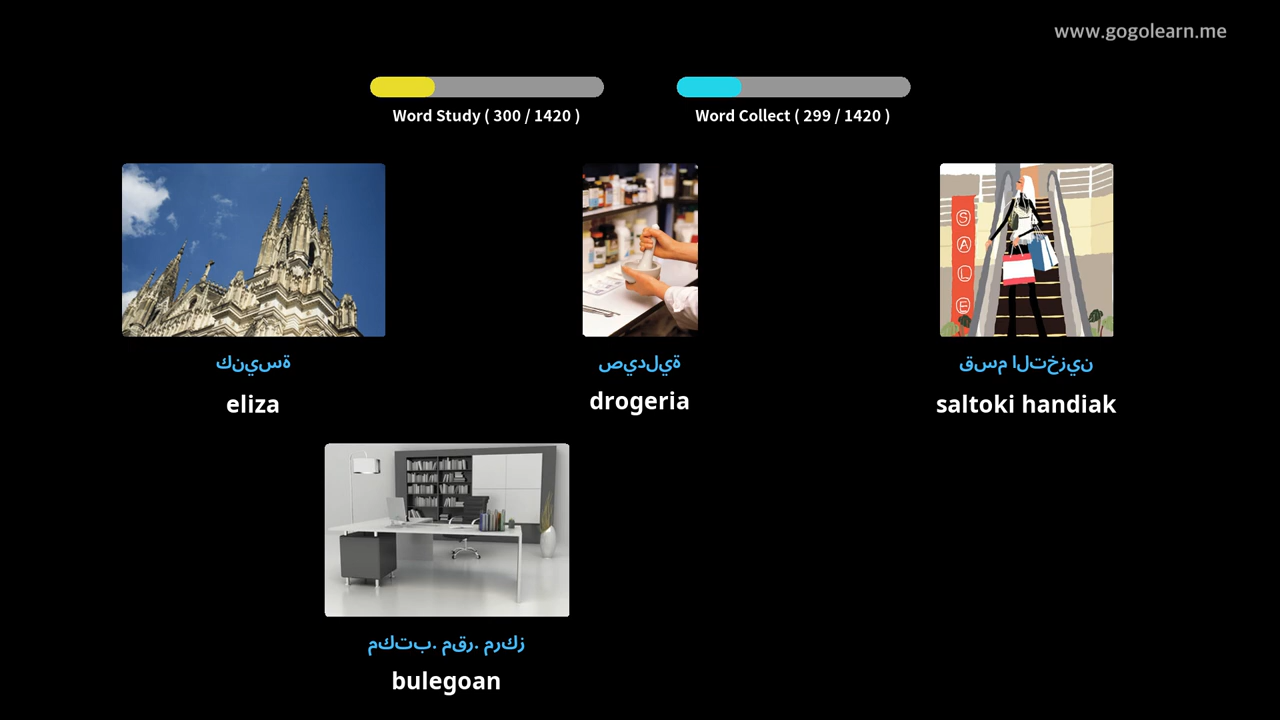 www.gogolearn.me
Word Study ( 300 / 1420 )
Word Collect ( 299 / 1420 )
SALE
كنيسة
صيدلية
قسم التخزين
eliza
drogeria
saltoki handiak
مكتب. مقر. مركز
bulegoan